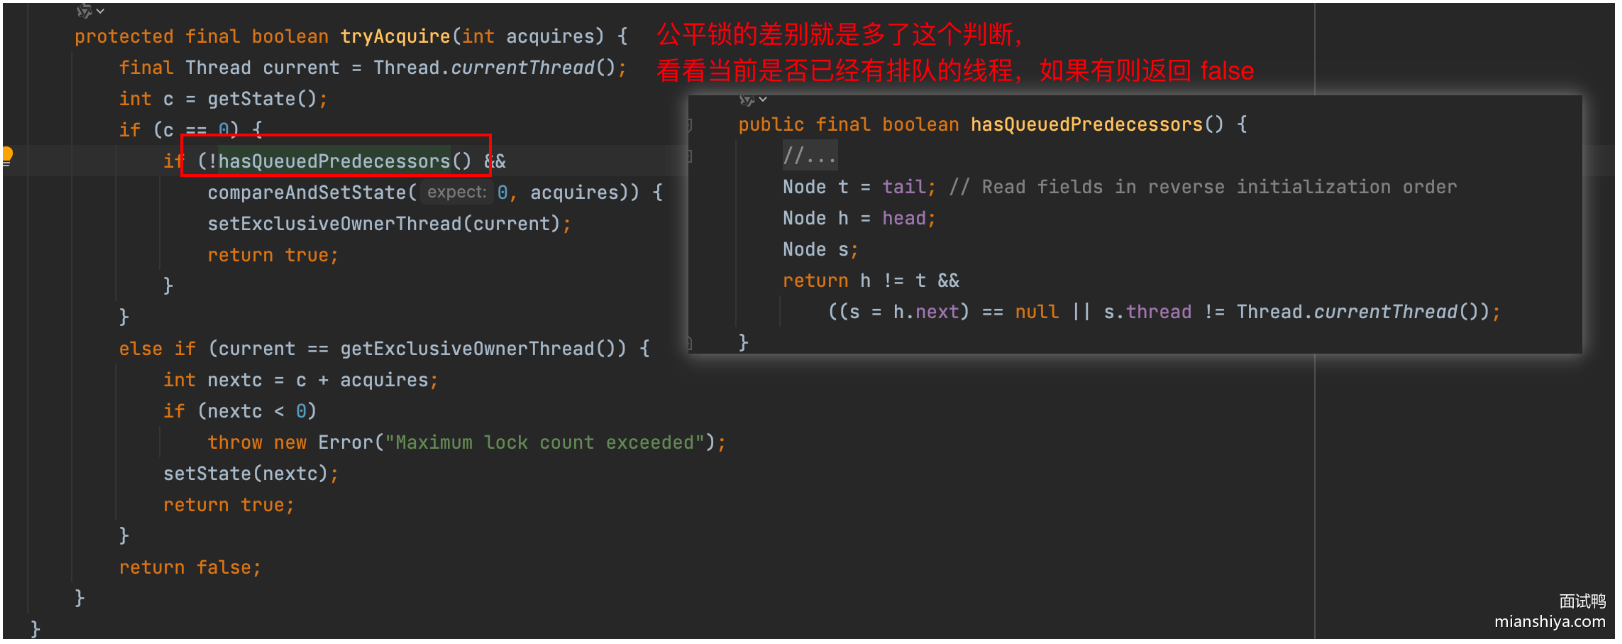 protected final boolean tryAcquire(int acquires) {
final Thread current = Thread.currentThread();
int c = getState();
if (c == 0) {
if (!hasQueuedPredecessors() &&
compareAndSetState( expect: 0, acquires)) {
setExclusiveOwnerThread(current);
return true;
}
}
else if (current == getExclusiveOwnerThread()) {
int nextc = c + acquires;
if (nextc < 0)
throw new Error("Maximum lock count exceeded");
setState(nextc);
return true;
}
return false;
}
}
公平锁的差别就是多了这个判断，
看看当前是否已经有排队的线程，如果有则返回 false
public final boolean hasQueuedPredecessors() {
//...
Node t = tail; // Read fields in reverse initialization order
Node h = head;
Node s;
return h != t &&
((s = h.next) == null || s.thread != Thread.currentThread());
}
面试鸭
mianshiya.com